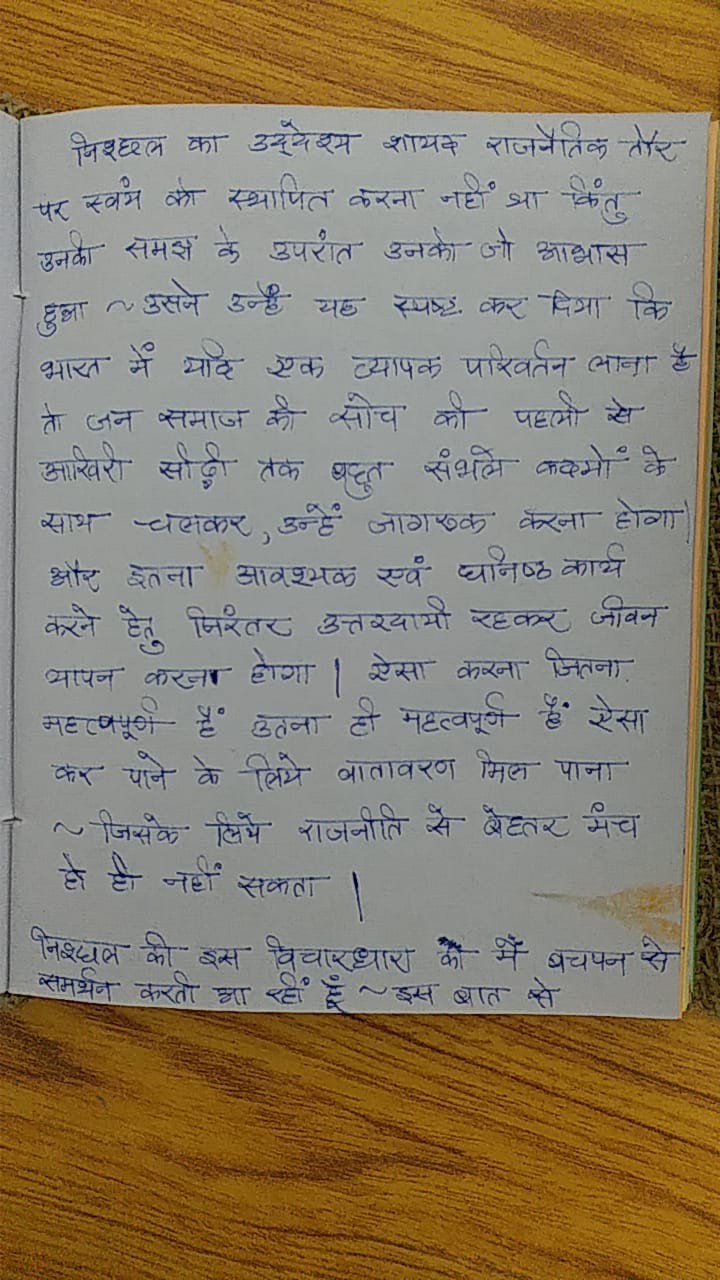 निश्छल का उद्देश्य शायद राजनैतिक तौर
पर स्वयं को स्थापित करना नहीं था किंतु
उनकी समझ के उपरांत उनको जो आभास
हुआ ~ उसने उन्हें यह स्पष्ट कर दिया कि
भारत में यदि एक व्यापक परिवर्तन लाना है
तो जन समाज की सोच की पहली से
आखिरी सीढ़ी तक बहुत संभले कदमों के
साथ चलकर, उन्हें जागरूक करना होगा|
और इतना आवश्यक एवं घनिष्ठ कार्य
करने हेतु निरंतर उत्तरदायी रहकर जीवन
यापन करना होगा | ऐसा करना जितना
महत्वपूर्ण हैं उतना ही महत्वपूर्ण हैं ऐसा
कर पाने के लिये वातावरण मिल पाना
~ जिसके लिये राजनीति से बेहतर मंच
हो ही नहीं सकता |
निश्छल की इस विचारधारा का मैं बचपन से
समर्थन करती आ रहीं हूँ ~ इस बात से